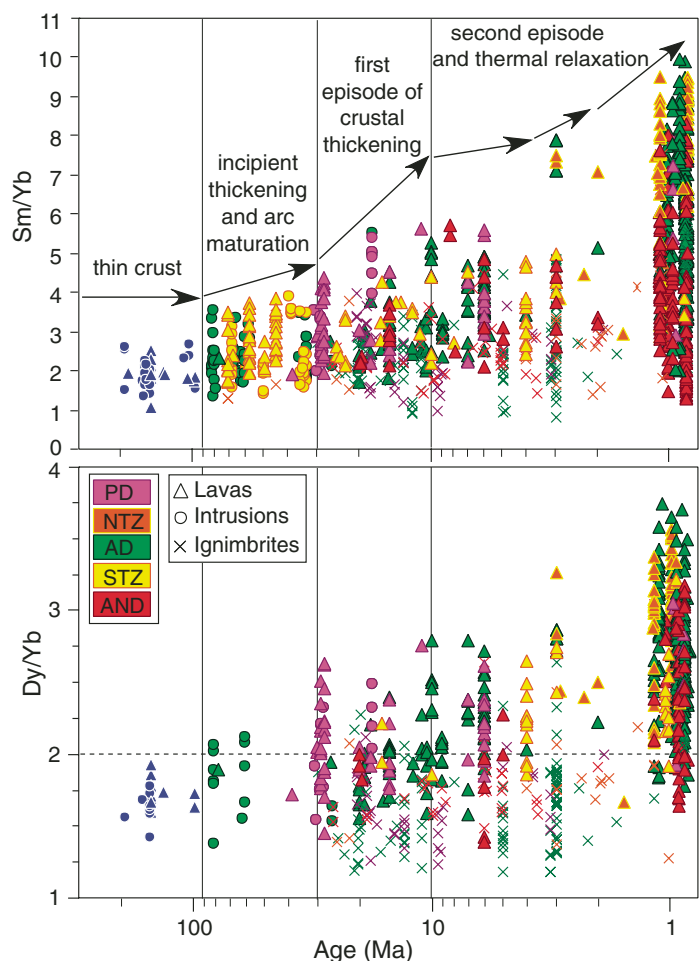 11
10
9
8
7
6
5
4
3
2
1
0
Sm/Yb
thin crust
incipient
thickening
and arc
maturation
first
episode of
crustal
thickening
second episode
and thermal relaxation
4
3
2
1
Dy/Yb
PD
NTZ
AD
STZ
AND
Lavas
Intrusions
Ignimbrites
100
10
1
Age (Ma)